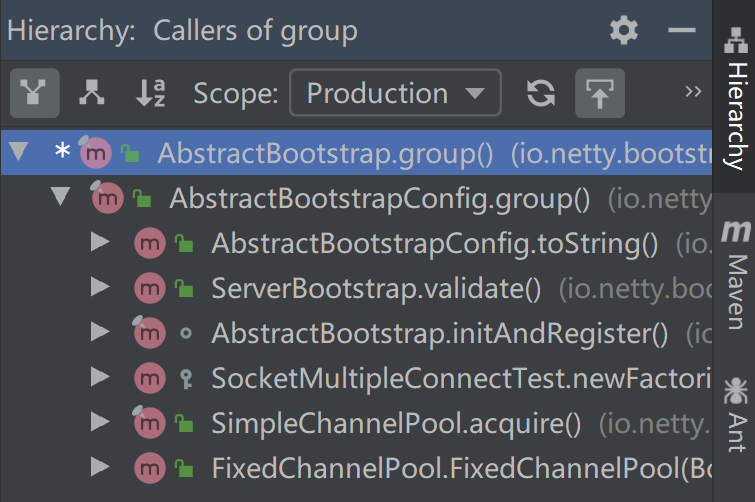 Hierarchy: Callers of group
Scope: Production
* AbstractBootstrap.group() (io.netty.bootstr
AbstractBootstrapConfig.group() (io.netty
AbstractBootstrapConfig.toString() (io.
ServerBootstrap.validate() (io.netty.boo
AbstractBootstrap.initAndRegister() (io
SocketMultipleConnectTest.newFactori
SimpleChannelPool.acquire() (io.netty.
FixedChannelPool.FixedChannelPool(Bo
Hierarchy
Maven
Ant